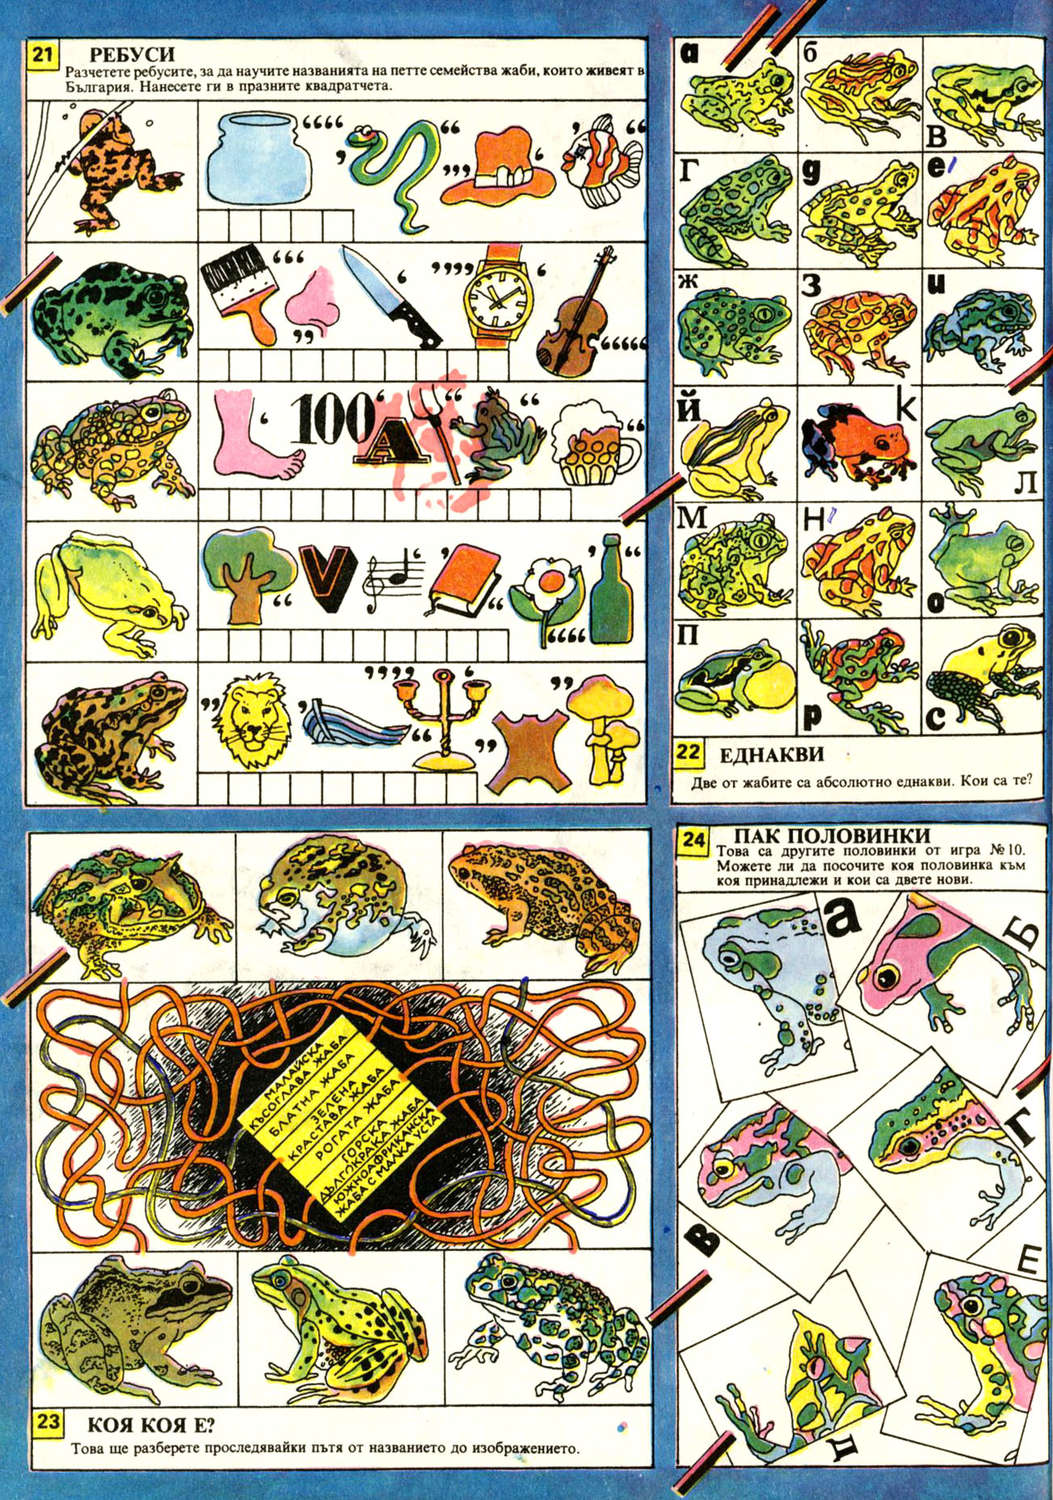 21 РЕБУСИ
Разчетете ребусите, за да научите названията на петте семейства жаби, които живеят в
България. Нанесете ги в празните квадратчета.
100 А
V
а
б
В
Г
д
е
ж
З
и
й
k
Л
М
Н
о
П
р
с
22 ЕДНАКВИ
Две от жабите са абсолютно еднакви. Кои са те?
МАЛАЙСКА
КЪСОГЛАВА ЖАБА
БЛАТНА ЖАБА
ЗЕЛЕНА
КРАСТАВА ЖАБА
РОГАТА ЖАБА
ГОРСКА
ДЪЛГОКРАКА ЖАБА
ЮЖНОАФРИКАНСКА
ЖАБА С МАЛКА УСТА
23 КОЯ КОЯ Е?
Това ще разберете проследявайки пътя от названието до изображението.
24 ПАК ПОЛОВИНКИ
Това са другите половинки от игра № 10.
Можете ли да посочите коя половинка към
коя принадлежи и кои са двете нови.
а
Б
В
Г
Д
Е